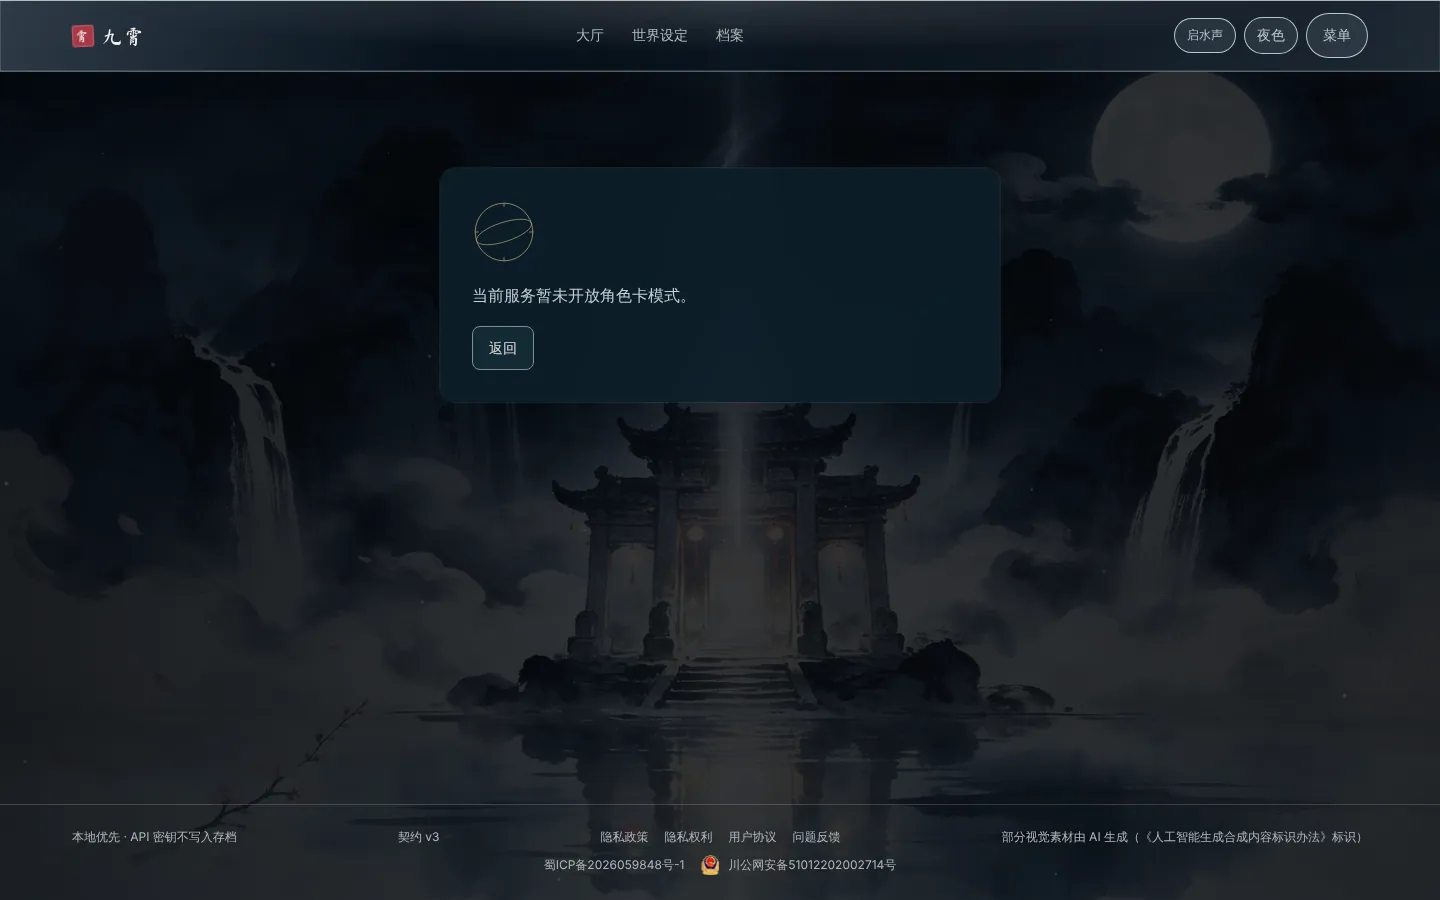 霄 九霄
大厅 世界设定 档案
启水声 夜色 菜单
当前服务暂未开放角色卡模式。
返回
本地优先 · API 密钥不写入存档
契约 v3
隐私政策 隐私权利 用户协议 问题反馈
部分视觉素材由 AI 生成（《人工智能生成合成内容标识办法》标识）
蜀ICP备2026059848号-1 川公网安备51012202002714号